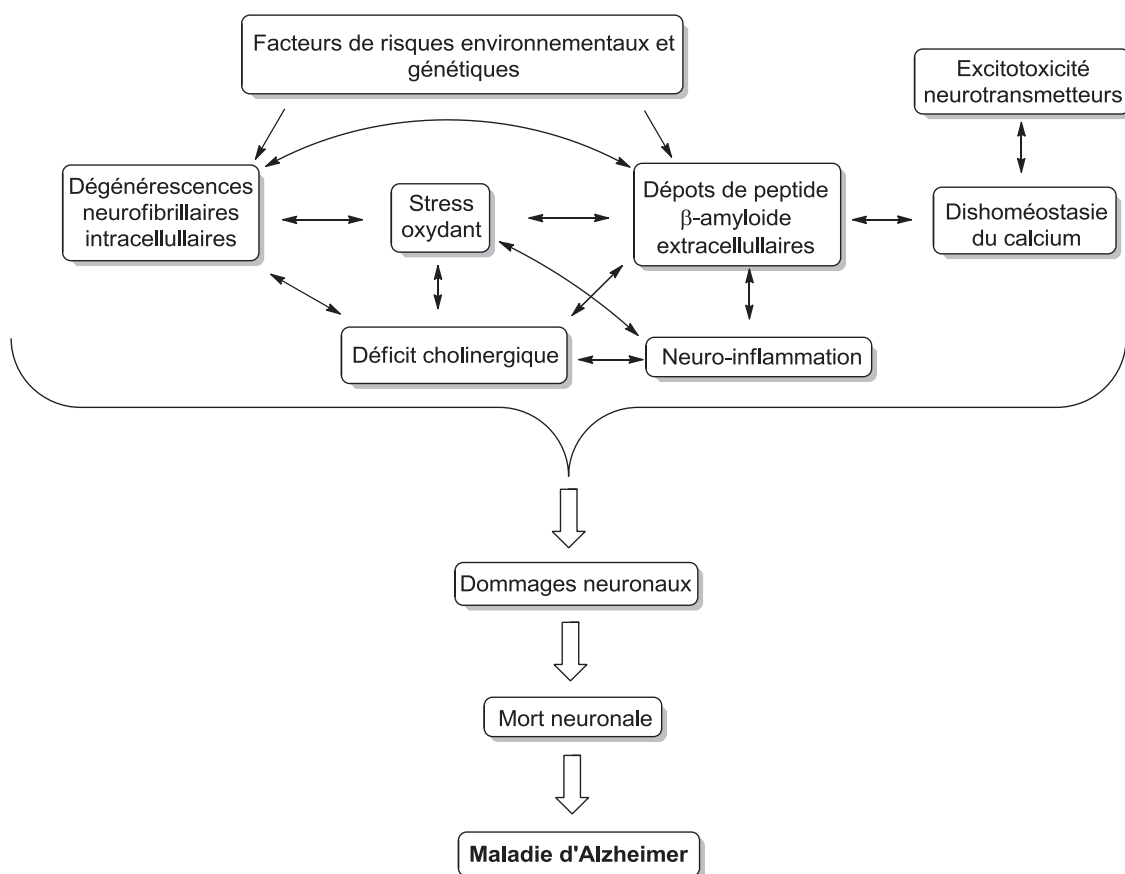 Facteurs de risques environnementaux et
génétiques
Excitotoxicité
neurotransmetteurs
Dégénérescences
neurofibrillaires
intracellullaires
Stress
oxydant
Dépots de peptide
β-amyloide
extracellullaires
Dishoméostasie
du calcium
Déficit cholinergique
Neuro-inflammation
Dommages neuronaux
Mort neuronale
Maladie d'Alzheimer